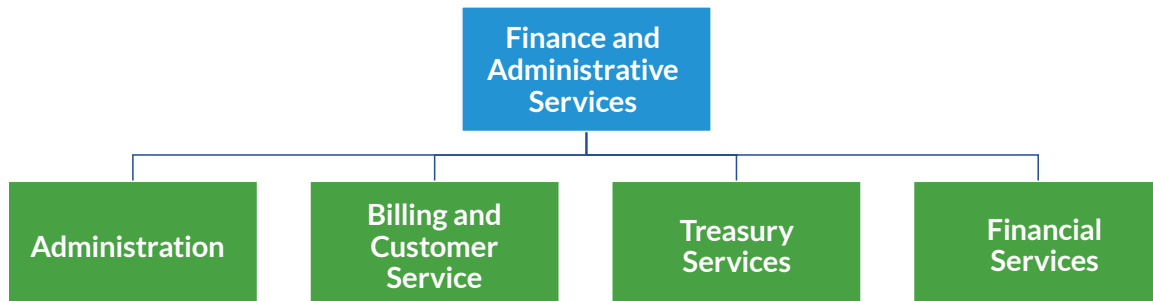 Finance and
Administrative
Services
Administration
Billing and
Customer
Service
Treasury
Services
Financial
Services